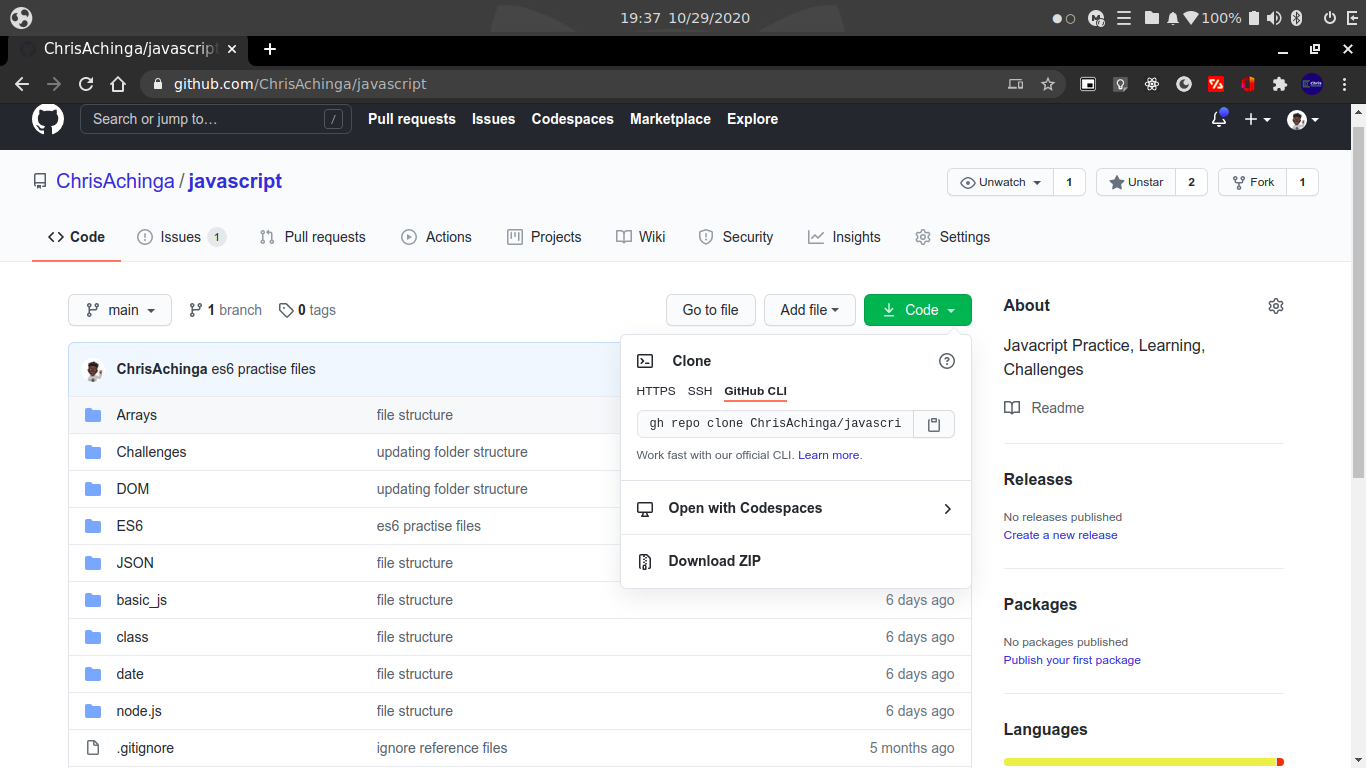 19:37 10/29/2020
100%
ChrisAchinga/javascript
github.com/ChrisAchinga/javascript
Search or jump to… /
Pull requests Issues Codespaces Marketplace Explore
ChrisAchinga / javascript
Unwatch 1 Unstar 2 Fork 1
Code Issues 1 Pull requests Actions Projects Wiki Security Insights Settings
main 1 branch 0 tags
Go to file Add file Code
ChrisAchinga es6 practise files
Arrays file structure
Challenges updating folder structure
DOM updating folder structure
ES6 es6 practise files
JSON file structure
basic_js file structure 6 days ago
class file structure 6 days ago
date file structure 6 days ago
node.js file structure 6 days ago
.gitignore ignore reference files 5 months ago
Clone
HTTPS SSH GitHub CLI
gh repo clone ChrisAchinga/javascri
Work fast with our official CLI. Learn more.
Open with Codespaces
Download ZIP
About
Javacript Practice, Learning,
Challenges
Readme
Releases
No releases published
Create a new release
Packages
No packages published
Publish your first package
Languages